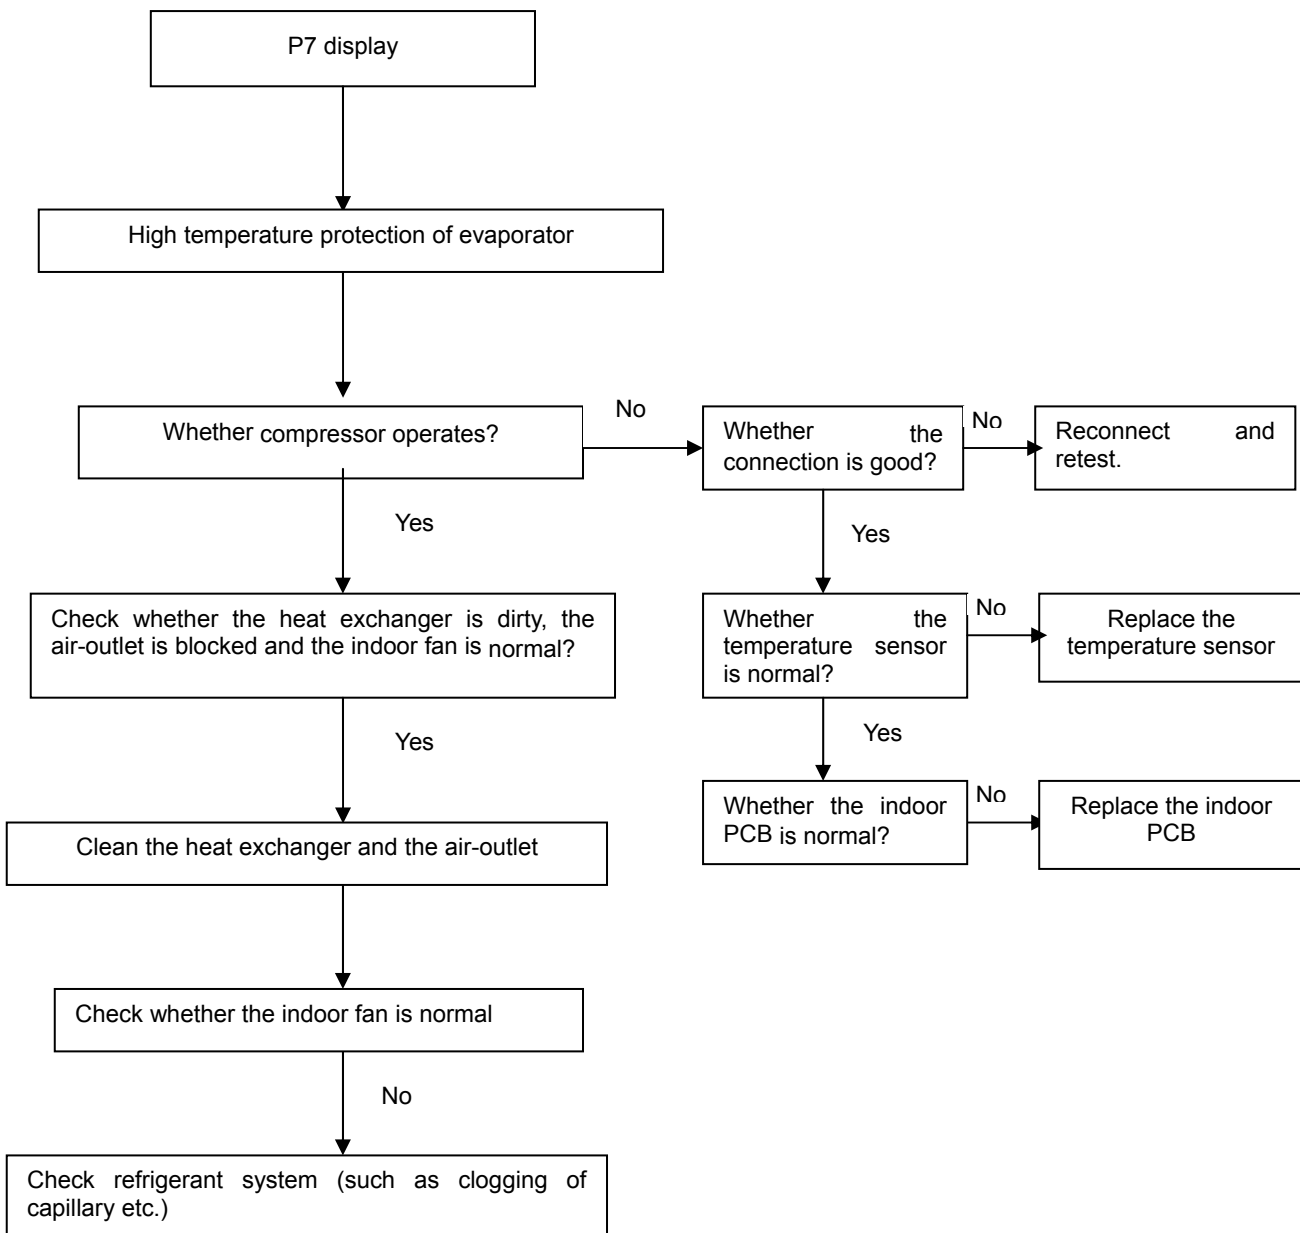 P7 display
High temperature protection of evaporator
Whether compressor operates?
No
Whether the
connection is good?
No
Reconnect and
retest.
Yes
Yes
Check whether the heat exchanger is dirty, the
air-outlet is blocked and the indoor fan is normal?
Whether the
temperature sensor
is normal?
No
Replace the
temperature sensor
Yes
Yes
Clean the heat exchanger and the air-outlet
Whether the indoor
PCB is normal?
No
Replace the indoor
PCB
Check whether the indoor fan is normal
No
Check refrigerant system (such as clogging of
capillary etc.)